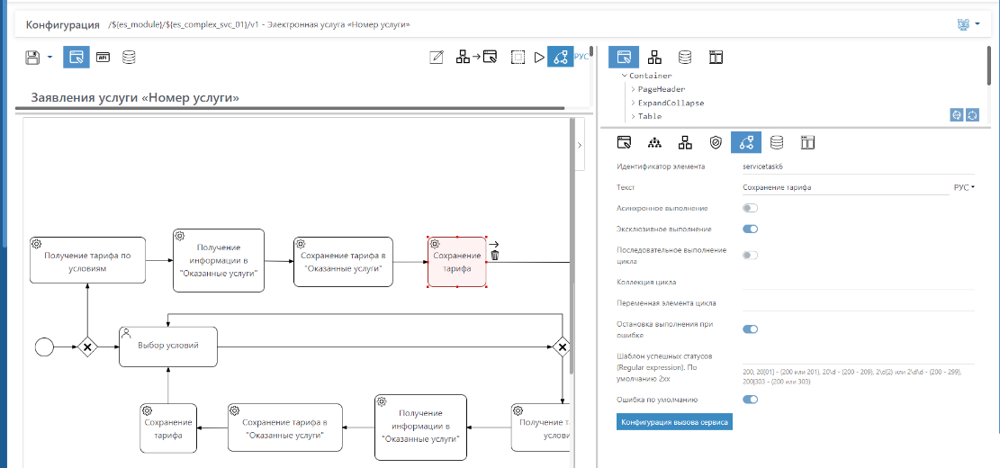 Конфигурация /${es_module}/${es_complex_svc_01}/v1 - Электронная услуга «Номер услуги»
API
РУС
Заявления услуги «Номер услуги»
Container
PageHeader
ExpandCollapse
Table
Получение тарифа по
условиям
Получение
информации в
"Оказанные услуги"
Сохранение тарифа в
"Оказанные услуги"
Сохранение
тарифа
Выбор условий
Сохранение
тарифа
Сохранение тарифа в
"Оказанные услуги"
Получение
информации в
"Оказанные услуги"
Получение т
услови
Идентификатор элемента
servicetask6
Текст
Сохранение тарифа
РУС
Асинхронное выполнение
Эксклюзивное выполнение
Последовательное выполнение
цикла
Коллекция цикла
Переменная элемента цикла
Остановка выполнения при
ошибке
Шаблон успешных статусов
(Regular expression). По
умолчанию 2xx
200, 20[01] - (200 или 201), 20\d - (200 - 209), 2\d{2} или 2\d\d - (200 - 299),
200|303 - (200 или 303)
Ошибка по умолчанию
Конфигурация вызова сервиса